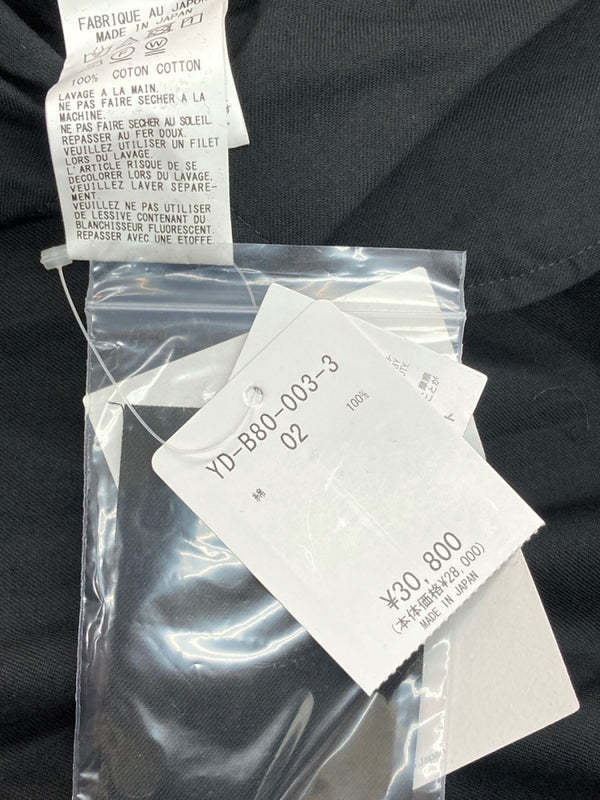 FABRIQUE AU JAPON
MADE IN JAPAN
100% COTON COTTON
LAVAGE A LA MAIN.
NE PAS FAIRE SECHER A LA
MACHINE.
NE PAS FAIRE SECHER AU SOLEIL
REPASSER AU FER DOUX.
VEUILLEZ UTILISER UN FILET
LORS DU LAVAGE.
L'ARTICLE RISQUE DE SE
DECOLORER LORS DU LAVAGE.
VEUILLEZ LAVER SEPARE-
MENT.
VEUILLEZ NE PAS UTILISER
DE LESSIVE CONTENANT DU
BLANCHISSEUR FLUORESCENT.
REPASSER AVEC UNE ETOFFE.
YD-B80-003-3
02
綿 100%
¥30,800
(本体価格¥28,000)
MADE IN JAPAN